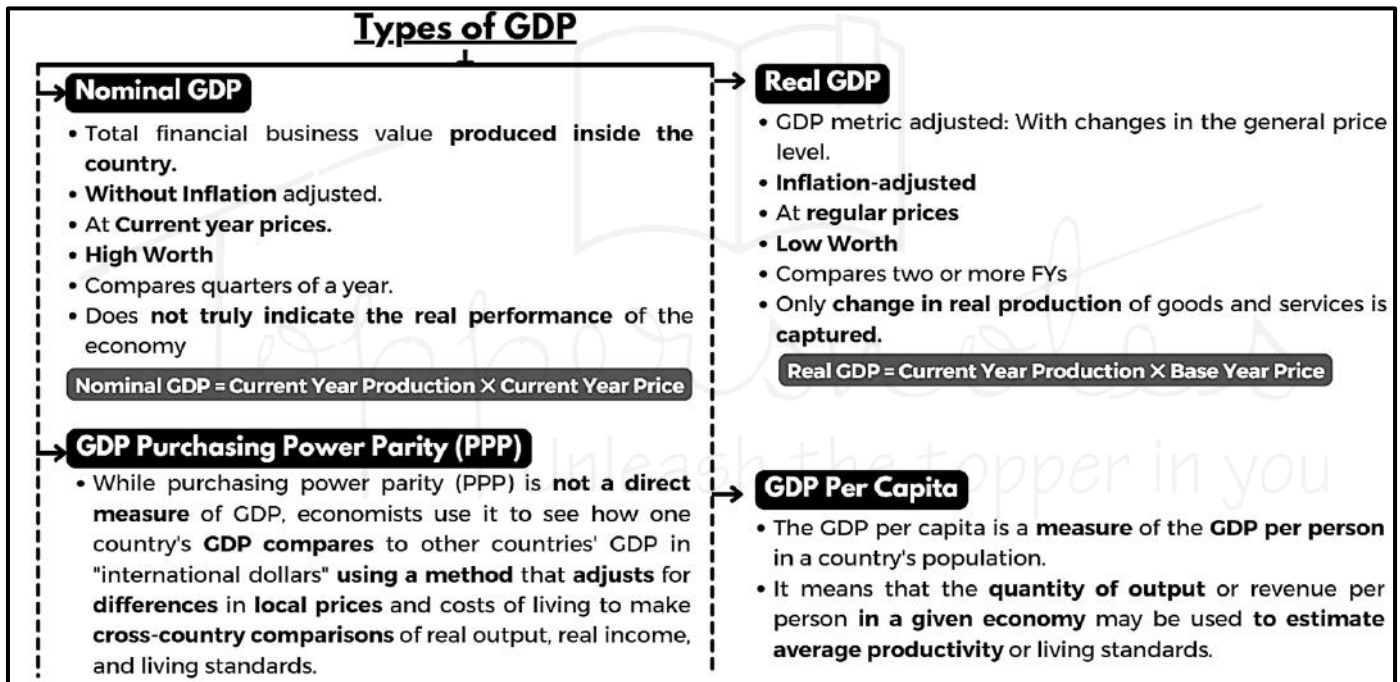 Types of GDP
Nominal GDP
• Total financial business value produced inside the
country.
• Without Inflation adjusted.
• At Current year prices.
• High Worth
• Compares quarters of a year.
• Does not truly indicate the real performance of the
economy
Nominal GDP = Current Year Production × Current Year Price
GDP Purchasing Power Parity (PPP)
• While purchasing power parity (PPP) is not a direct
measure of GDP, economists use it to see how one
country's GDP compares to other countries' GDP in
"international dollars" using a method that adjusts for
differences in local prices and costs of living to make
cross-country comparisons of real output, real income,
and living standards.
Real GDP
• GDP metric adjusted: With changes in the general price
level.
• Inflation-adjusted
• At regular prices
• Low Worth
• Compares two or more FYs
• Only change in real production of goods and services is
captured.
Real GDP = Current Year Production × Base Year Price
GDP Per Capita
• The GDP per capita is a measure of the GDP per person
in a country's population.
• It means that the quantity of output or revenue per
person in a given economy may be used to estimate
average productivity or living standards.
Toppersnotes
Unleash the topper in you